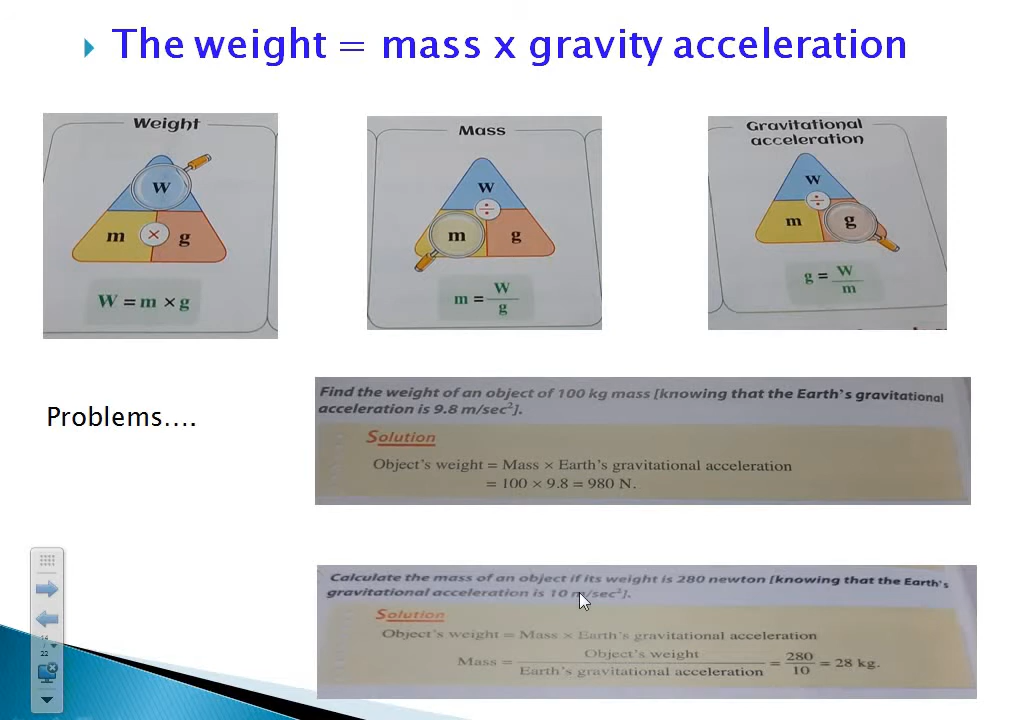 The weight = mass x gravity acceleration
Weight
W
m × g
W = m × g
Mass
W
÷
m g
m = W
g
Gravitational
acceleration
W
÷
m g
g = W
m
Problems....
Find the weight of an object of 100 kg mass [knowing that the Earth's gravitational
acceleration is 9.8 m/sec²].
Solution
Object's weight = Mass × Earth's gravitational acceleration
= 100 × 9.8 = 980 N.
Calculate the mass of an object if its weight is 280 newton [knowing that the Earth's
gravitational acceleration is 10 m/sec²].
Solution
Object's weight = Mass × Earth's gravitational acceleration
Mass = Object's weight / Earth's gravitational acceleration = 280 / 10 = 28 kg.
14
/
22